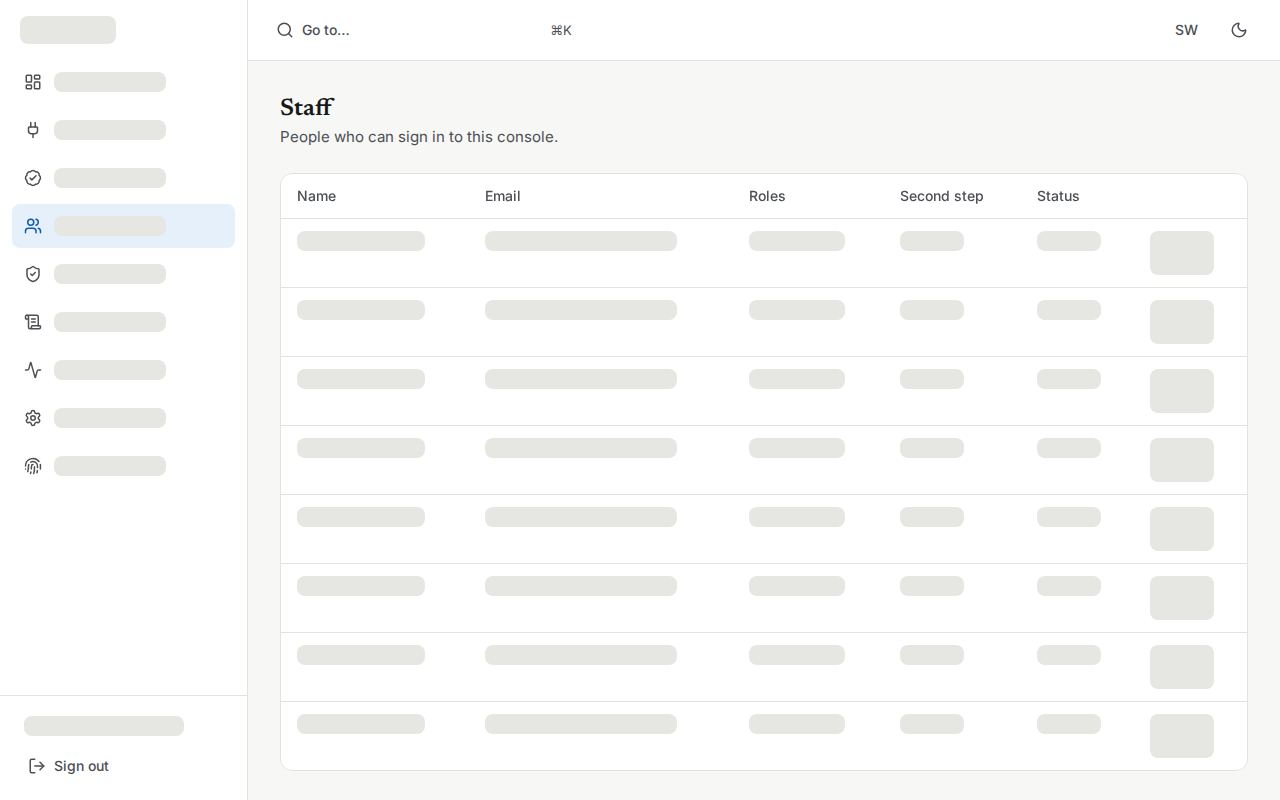 Go to...
⌘K
SW
Staff
People who can sign in to this console.
Name Email Roles Second step Status
Sign out